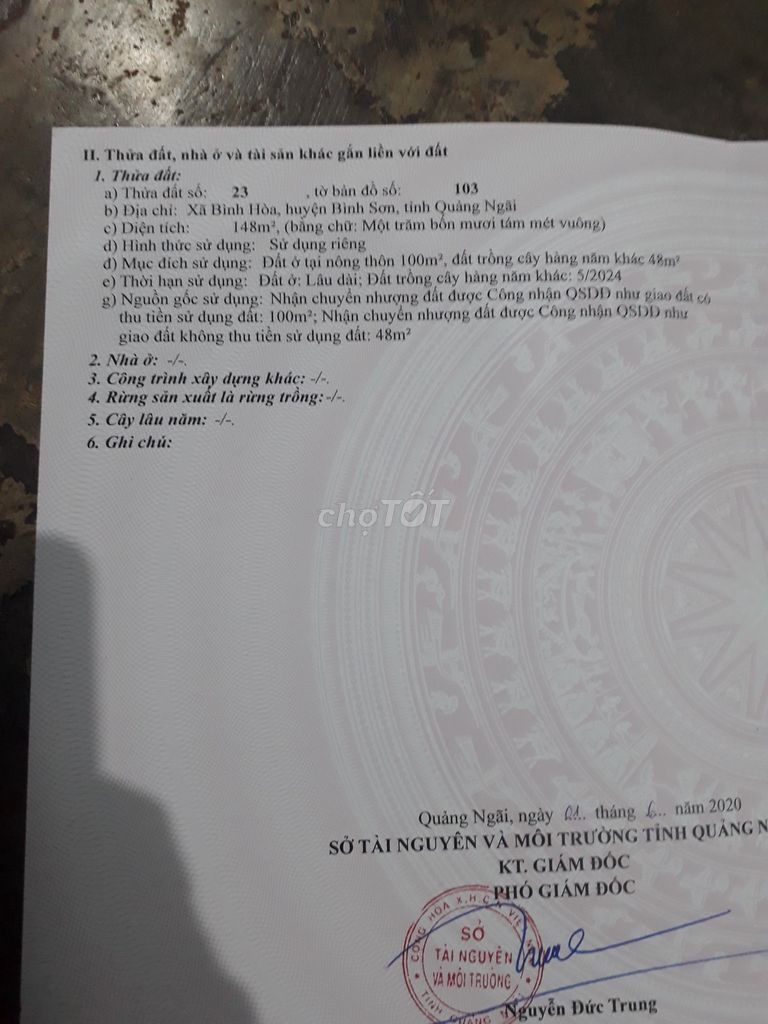 II. Thửa đất, nhà ở và tài sản khác gắn liền với đất
1. Thửa đất:
a) Thửa đất số: 23 , tờ bản đồ số: 103
b) Địa chỉ: Xã Bình Hòa, huyện Bình Sơn, tỉnh Quảng Ngãi
c) Diện tích: 148m², (bằng chữ: Một trăm bốn mươi tám mét vuông)
d) Hình thức sử dụng: Sử dụng riêng
đ) Mục đích sử dụng: Đất ở tại nông thôn 100m², đất trồng cây hàng năm khác 48m²
e) Thời hạn sử dụng: Đất ở: Lâu dài; Đất trồng cây hàng năm khác: 5/2024
g) Nguồn gốc sử dụng: Nhận chuyển nhượng đất được Công nhận QSDĐ như giao đất có
thu tiền sử dụng đất: 100m²; Nhận chuyển nhượng đất được Công nhận QSDĐ như
giao đất không thu tiền sử dụng đất: 48m²
2. Nhà ở: -/-.
3. Công trình xây dựng khác: -/-.
4. Rừng sản xuất là rừng trồng: -/-.
5. Cây lâu năm: -/-.
6. Ghi chú:
chợTỐT
Quảng Ngãi, ngày 01.. tháng 6... năm 2020
SỞ TÀI NGUYÊN VÀ MÔI TRƯỜNG TỈNH QUẢNG N
KT. GIÁM ĐỐC
PHÓ GIÁM ĐỐC
CỘNG HÒA X.H.C.N VIỆ
SỞ
TÀI NGUYÊN
VÀ MÔI TRƯỜNG
TỈNH QUẢNG
Nguyễn Đức Trung